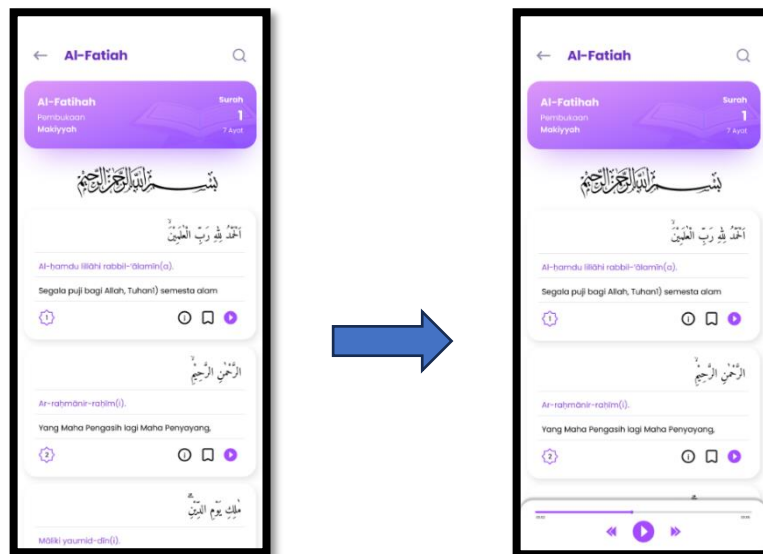 Al-Fatiah
Al-Fatihah
Surah
Pembukaan
1
Makiyyah
7 Ayat
بِسْمِ اللّٰهِ الرَّحْمٰنِ الرَّحِيْمِ
اَلْحَمْدُ لِلّٰهِ رَبِّ الْعٰلَمِيْنَۙ
Al-ḥamdu lillāhi rabbil-‘ālamīn(a).
Segala puji bagi Allah, Tuhan1) semesta alam
1
الرَّحْمٰنِ الرَّحِيْمِۙ
Ar-raḥmānir-raḥīm(i).
Yang Maha Pengasih lagi Maha Penyayang,
2
مٰلِكِ يَوْمِ الدِّيْنِۗ
Māliki yaumid-dīn(i).
Al-Fatiah
Al-Fatihah
Surah
Pembukaan
1
Makiyyah
7 Ayat
بِسْمِ اللّٰهِ الرَّحْمٰنِ الرَّحِيْمِ
اَلْحَمْدُ لِلّٰهِ رَبِّ الْعٰلَمِيْنَۙ
Al-ḥamdu lillāhi rabbil-‘ālamīn(a).
Segala puji bagi Allah, Tuhan1) semesta alam
1
الرَّحْمٰنِ الرَّحِيْمِۙ
Ar-raḥmānir-raḥīm(i).
Yang Maha Pengasih lagi Maha Penyayang,
2